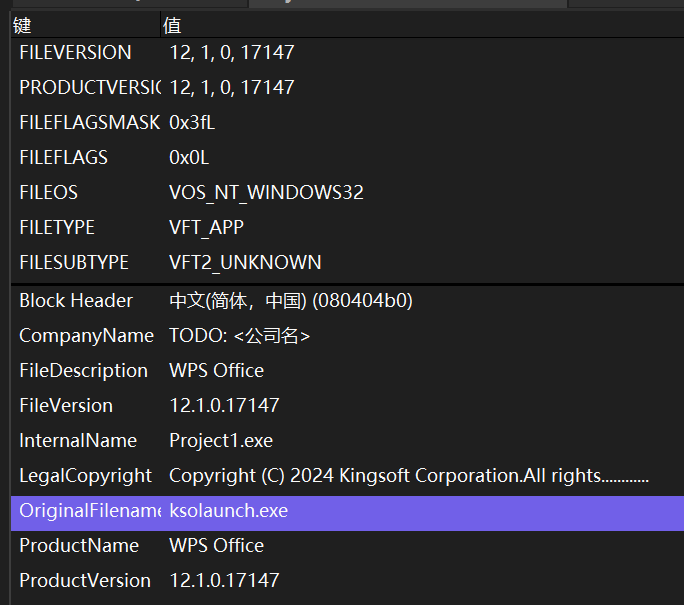 键 值
FILEVERSION 12, 1, 0, 17147
PRODUCTVERSIO 12, 1, 0, 17147
FILEFLAGSMASK 0x3fL
FILEFLAGS 0x0L
FILEOS VOS_NT_WINDOWS32
FILETYPE VFT_APP
FILESUBTYPE VFT2_UNKNOWN
Block Header 中文(简体，中国) (080404b0)
CompanyName TODO: <公司名>
FileDescription WPS Office
FileVersion 12.1.0.17147
InternalName Project1.exe
LegalCopyright Copyright (C) 2024 Kingsoft Corporation.All rights............
OriginalFilename ksolaunch.exe
ProductName WPS Office
ProductVersion 12.1.0.17147